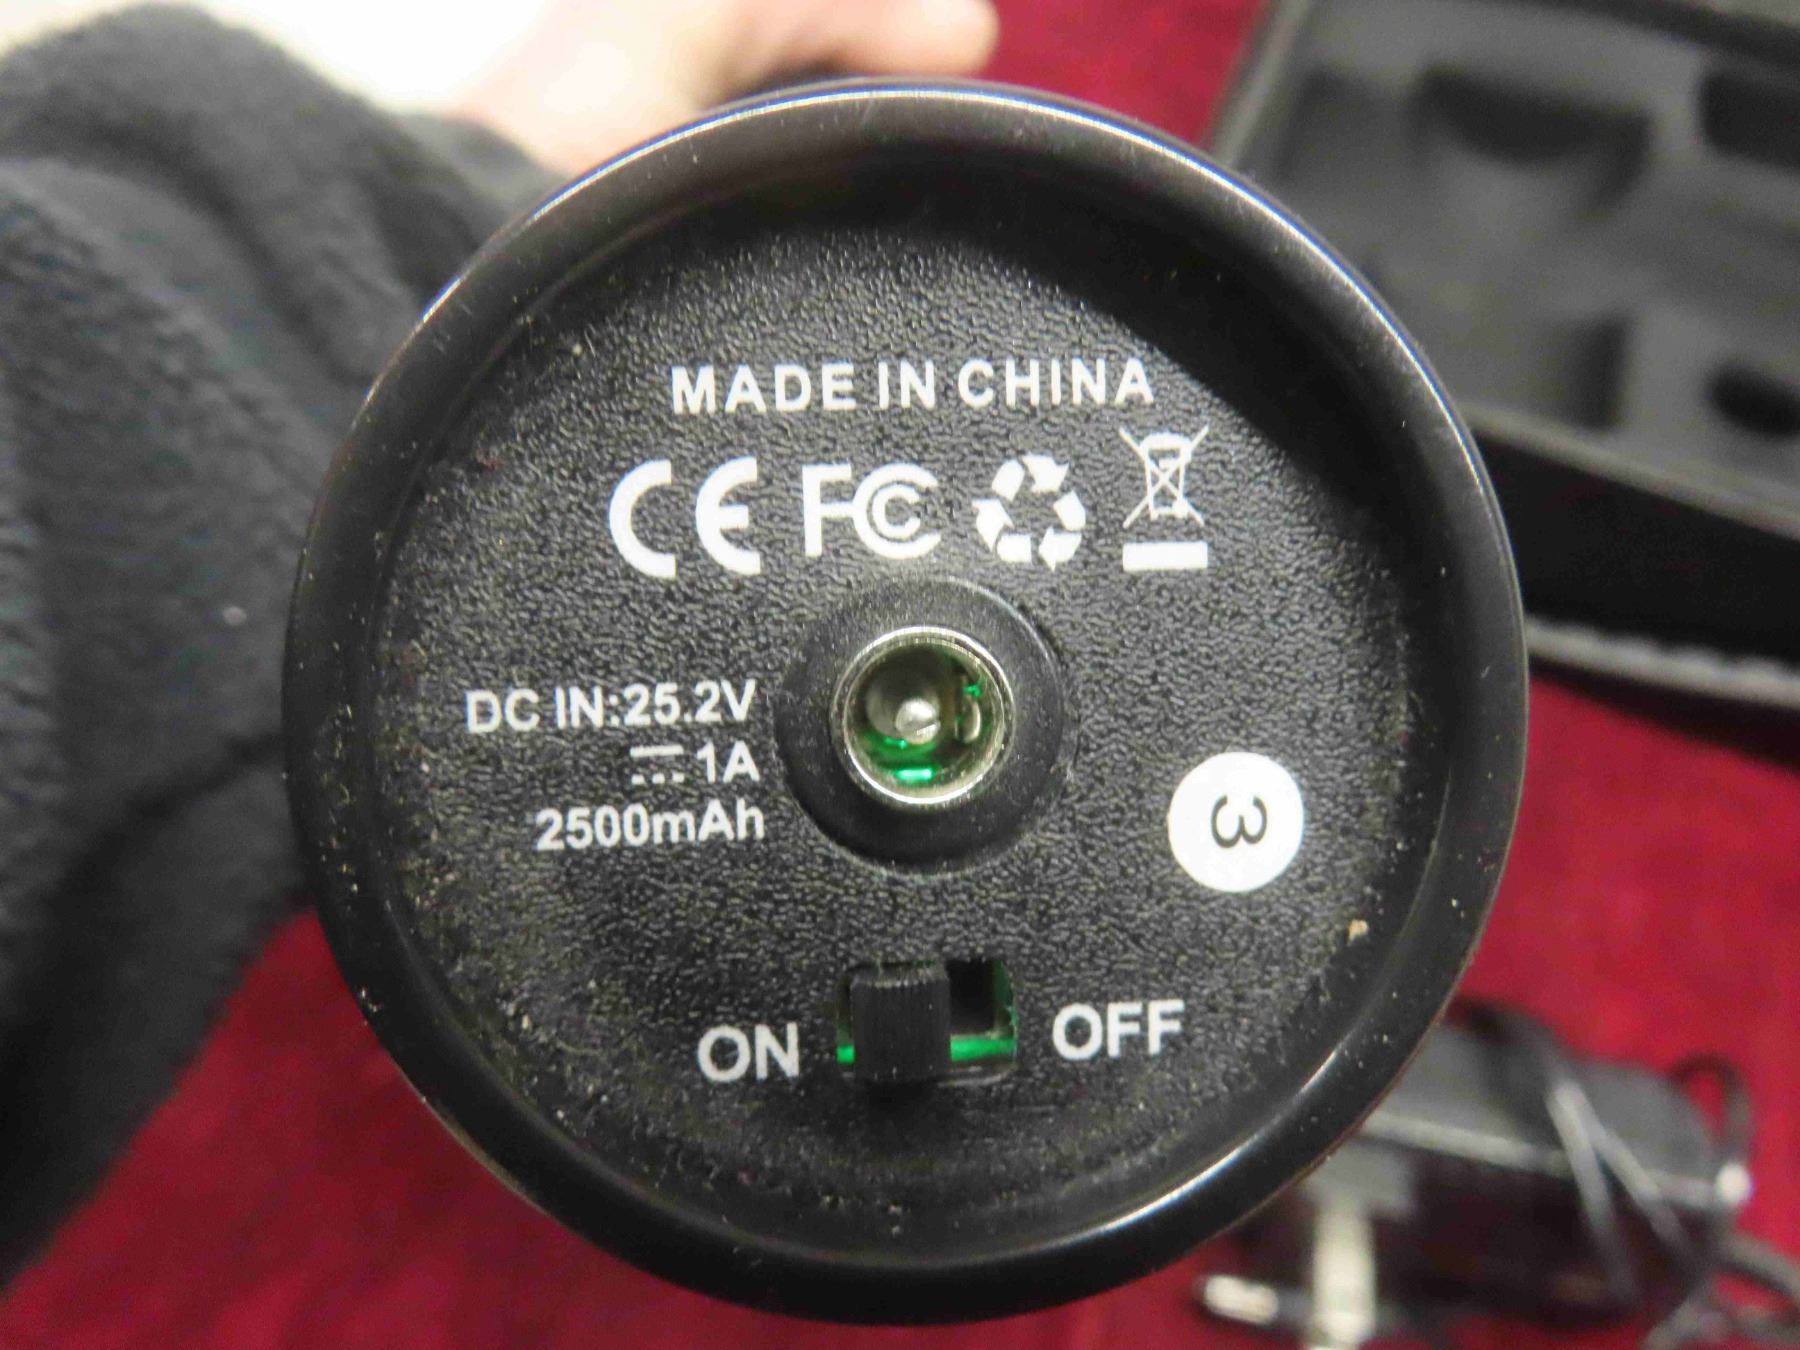 MADE IN CHINA
CE FC
DC IN:25.2V
⎓ 1A
2500mAh
3
ON OFF